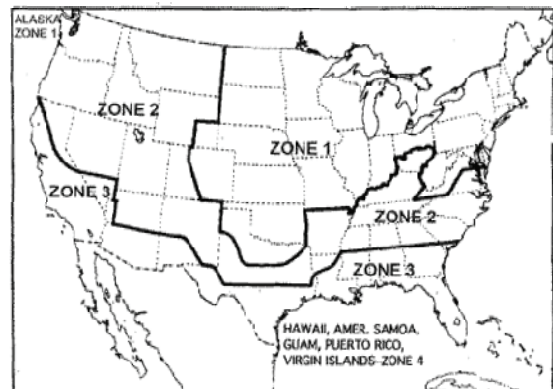 ALASKA
ZONE 1
ZONE 2
ZONE 1
ZONE 3
ZONE 2
ZONE 3
HAWAII, AMER. SAMOA,
GUAM, PUERTO RICO,
VIRGIN ISLANDS-ZONE 4